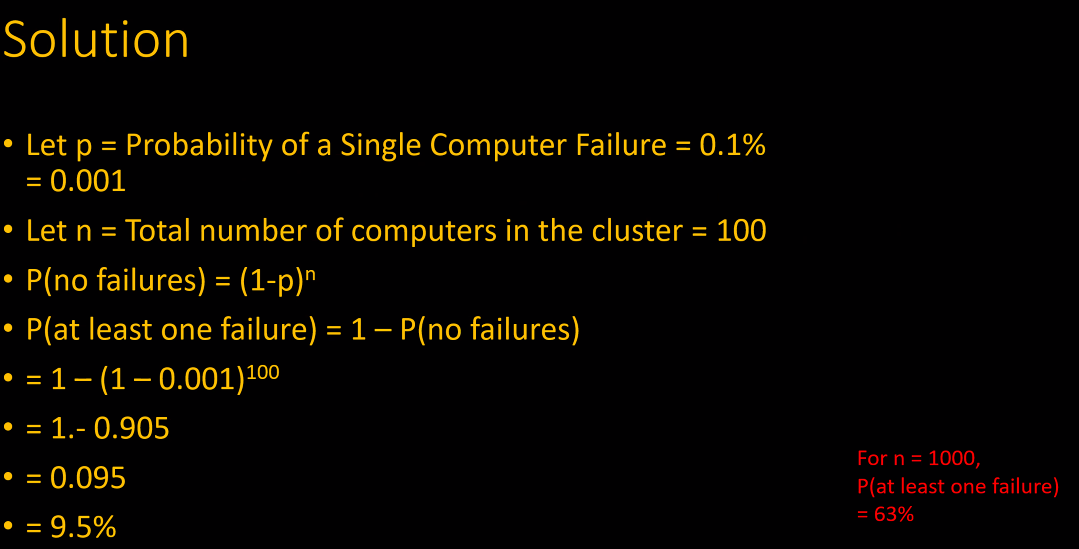 Solution
• Let p = Probability of a Single Computer Failure = 0.1%
= 0.001
• Let n = Total number of computers in the cluster = 100
• P(no failures) = (1-p)ⁿ
• P(at least one failure) = 1 – P(no failures)
• = 1 – (1 – 0.001)¹⁰⁰
• = 1.- 0.905
• = 0.095
• = 9.5%
For n = 1000,
P(at least one failure)
= 63%